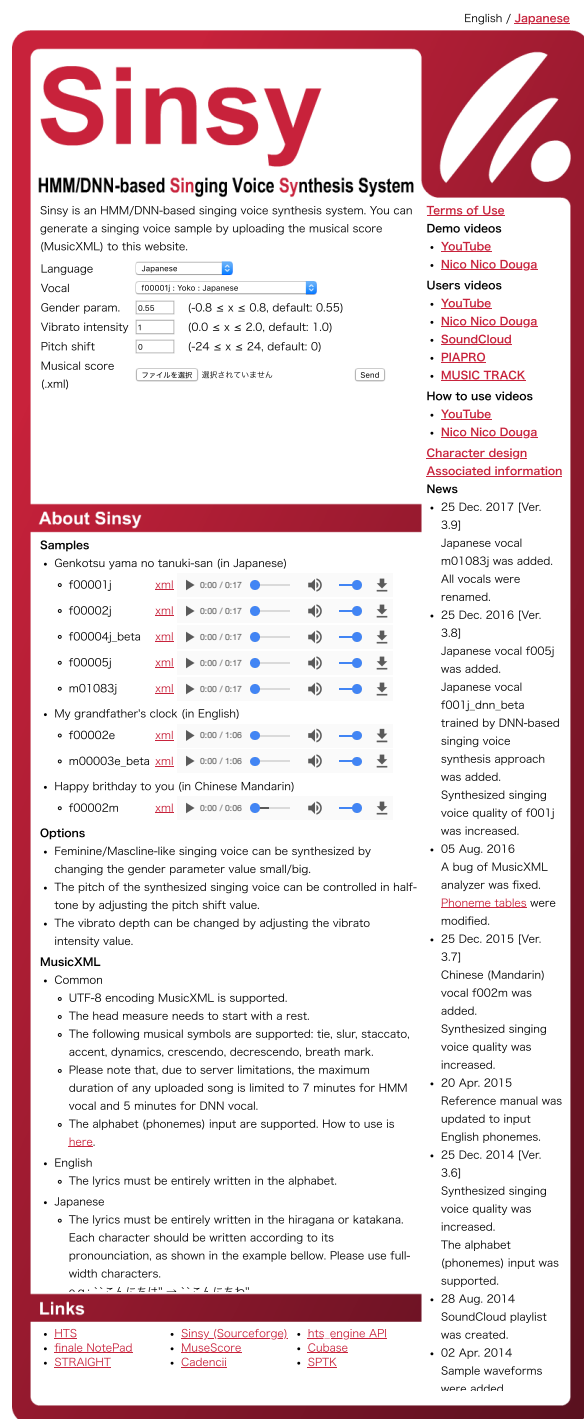 English / Japanese
Sinsy
HMM/DNN-based Singing Voice Synthesis System
Sinsy is an HMM/DNN-based singing voice synthesis system. You can
generate a singing voice sample by uploading the musical score
(MusicXML) to this website.
Language Japanese
Vocal f00001j : Yoko : Japanese
Gender param. 0.55 (-0.8 ≤ x ≤ 0.8, default: 0.55)
Vibrato intensity 1 (0.0 ≤ x ≤ 2.0, default: 1.0)
Pitch shift 0 (-24 ≤ x ≤ 24, default: 0)
Musical score
(.xml) ファイルを選択 選択されていません Send
About Sinsy
Samples
• Genkotsu yama no tanuki-san (in Japanese)
f00001j xml 0:00 / 0:17
f00002j xml 0:00 / 0:17
f00004j_beta xml 0:00 / 0:17
f00005j xml 0:00 / 0:17
m01083j xml 0:00 / 0:17
• My grandfather's clock (in English)
f00002e xml 0:00 / 1:06
m00003e_beta xml 0:00 / 1:06
• Happy brithday to you (in Chinese Mandarin)
f00002m xml 0:00 / 0:06
Options
• Feminine/Mascline-like singing voice can be synthesized by
changing the gender parameter value small/big.
• The pitch of the synthesized singing voice can be controlled in half-
tone by adjusting the pitch shift value.
• The vibrato depth can be changed by adjusting the vibrato
intensity value.
MusicXML
• Common
UTF-8 encoding MusicXML is supported.
The head measure needs to start with a rest.
The following musical symbols are supported: tie, slur, staccato,
accent, dynamics, crescendo, decrescendo, breath mark.
Please note that, due to server limitations, the maximum
duration of any uploaded song is limited to 7 minutes for HMM
vocal and 5 minutes for DNN vocal.
The alphabet (phonemes) input are supported. How to use is
here.
• English
The lyrics must be entirely written in the alphabet.
• Japanese
The lyrics must be entirely written in the hiragana or katakana.
Each character should be written according to its
pronounciation, as shown in the example bellow. Please use full-
width characters.
e.g.: ``こんにちは'' ⇒ ``こんにちわ''
Terms of Use
Demo videos
• YouTube
• Nico Nico Douga
Users videos
• YouTube
• Nico Nico Douga
• SoundCloud
• PIAPRO
• MUSIC TRACK
How to use videos
• YouTube
• Nico Nico Douga
Character design
Associated information
News
• 25 Dec. 2017 [Ver.
3.9]
Japanese vocal
m01083j was added.
All vocals were
renamed.
• 25 Dec. 2016 [Ver.
3.8]
Japanese vocal f005j
was added.
Japanese vocal
f001j_dnn_beta
trained by DNN-based
singing voice
synthesis approach
was added.
Synthesized singing
voice quality of f001j
was increased.
• 05 Aug. 2016
A bug of MusicXML
analyzer was fixed.
Phoneme tables were
modified.
• 25 Dec. 2015 [Ver.
3.7]
Chinese (Mandarin)
vocal f002m was
added.
Synthesized singing
voice quality was
increased.
• 20 Apr. 2015
Reference manual was
updated to input
English phonemes.
• 25 Dec. 2014 [Ver.
3.6]
Synthesized singing
voice quality was
increased.
The alphabet
(phonemes) input was
supported.
• 28 Aug. 2014
SoundCloud playlist
was created.
• 02 Apr. 2014
Sample waveforms
were added
Links
• HTS • Sinsy (Sourceforge) • hts_engine API
• finale NotePad • MuseScore • Cubase
• STRAIGHT • Cadencii • SPTK